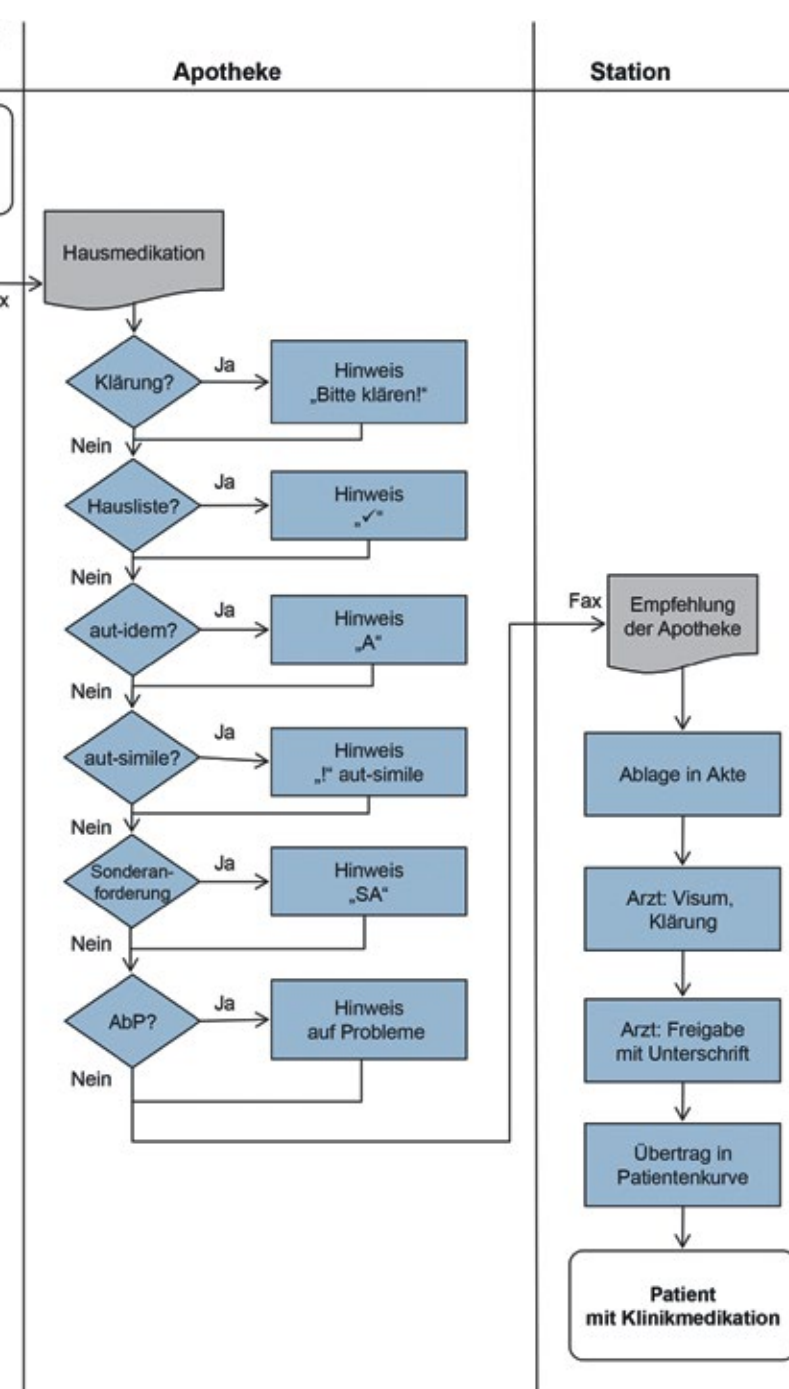 Apotheke
Station
Hausmedikation
x
Klärung?
Ja
Hinweis
„Bitte klären!“
Nein
Hausliste?
Ja
Hinweis
„✓“
Nein
aut-idem?
Ja
Hinweis
„A“
Nein
aut-simile?
Ja
Hinweis
„!“ aut-simile
Nein
Sonderan-
forderung
Ja
Hinweis
„SA“
Nein
AbP?
Ja
Hinweis
auf Probleme
Nein
Fax
Empfehlung
der Apotheke
Ablage in Akte
Arzt: Visum,
Klärung
Arzt: Freigabe
mit Unterschrift
Übertrag in
Patientenkurve
Patient
mit Klinikmedikation